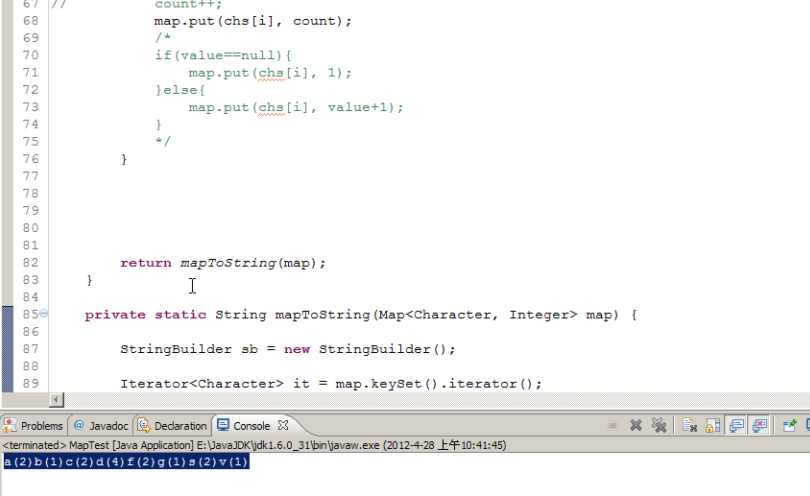 67 // count++;
68 map.put(chs[i], count);
69 /*
70 if(value==null){
71 map.put(chs[i], 1);
72 }else{
73 map.put(chs[i], value+1);
74 }
75 */
76 }
77
78
79
80
81
82 return mapToString(map);
83 }
84
85 private static String mapToString(Map<Character, Integer> map) {
86
87 StringBuilder sb = new StringBuilder();
88
89 Iterator<Character> it = map.keySet().iterator();
Problems @ Javadoc Declaration Console
<terminated> MapTest [Java Application] E:\JavaJDK\jdk1.6.0_31\bin\javaw.exe (2012-4-28 上午10:41:45)
a(2)b(1)c(2)d(4)f(2)g(1)s(2)v(1)